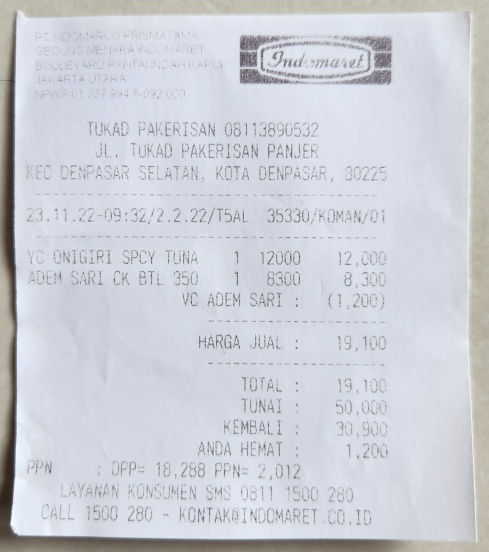 PT.INDOMARCO PRISMATAMA
GEDUNG MENARA INDOMARET
BOULEVARD PANTAI INDAH KAPUK
JAKARTA UTARA
NPWP 01.337.994.6-092.000
Indomaret
TUKAD PAKERISAN 08113890532
JL. TUKAD PAKERISAN PANJER
KEC DENPASAR SELATAN, KOTA DENPASAR, 80225
23.11.22-09:32/2.2.22/T5AL 35330/KOMAN/01
YC ONIGIRI SPCY TUNA 1 12000 12,000
ADEM SARI CK BTL 350 1 8300 8,300
VC ADEM SARI : (1,200)
HARGA JUAL : 19,100
TOTAL : 19,100
TUNAI : 50,000
KEMBALI : 30,900
ANDA HEMAT : 1,200
PPN : DPP= 18,288 PPN= 2,012
LAYANAN KONSUMEN SMS 0811 1500 280
CALL 1500 280 - KONTAK@INDOMARET.CO.ID